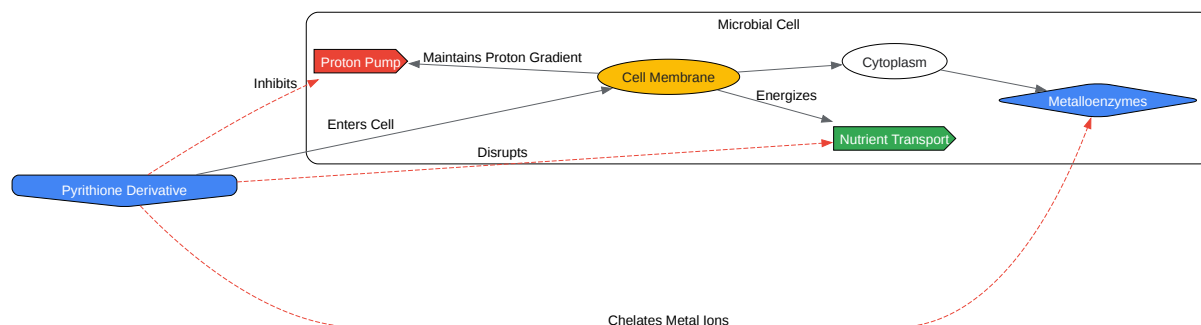 Microbial Cell
Proton Pump
Maintains Proton Gradient
Cell Membrane
Cytoplasm
Inhibits
Energizes
Metalloenzymes
Enters Cell
Nutrient Transport
Disrupts
Pyrithione Derivative
Chelates Metal Ions